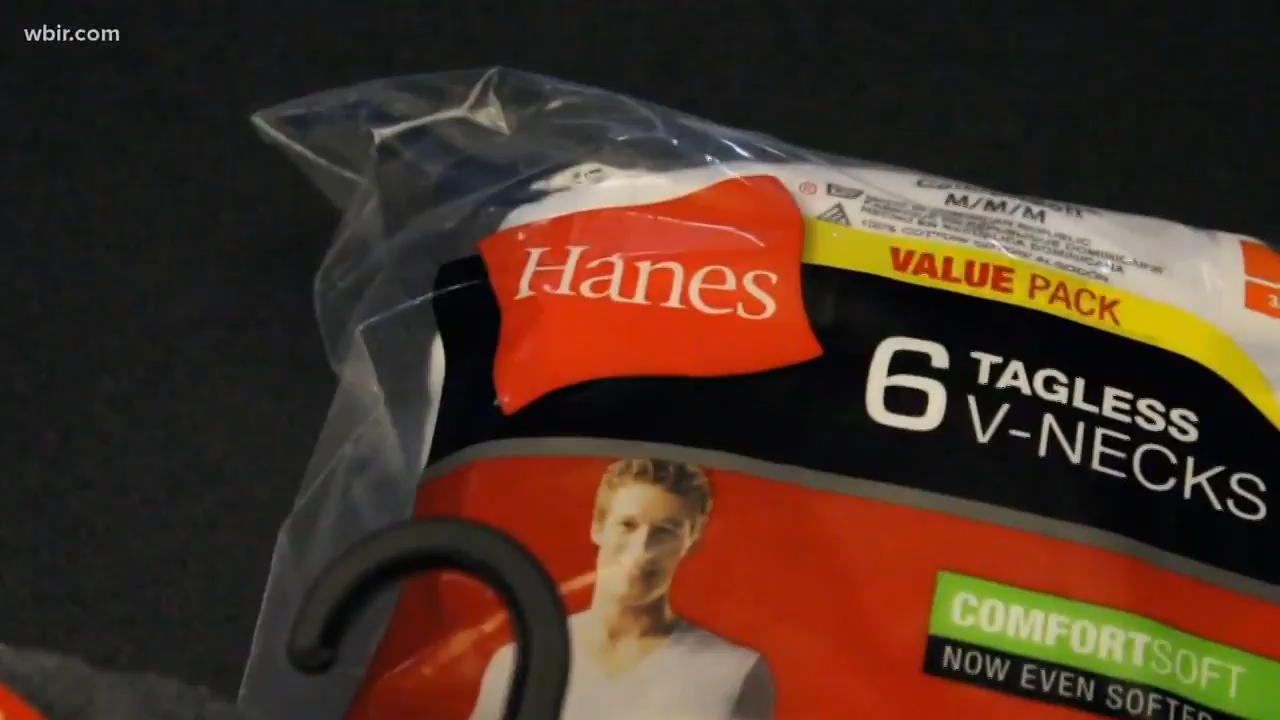 wbir.com
Hanes
®
M/M/M
VALUE PACK
6 TAGLESS
V-NECKS
COMFORTSOFT
NOW EVEN SOFTER